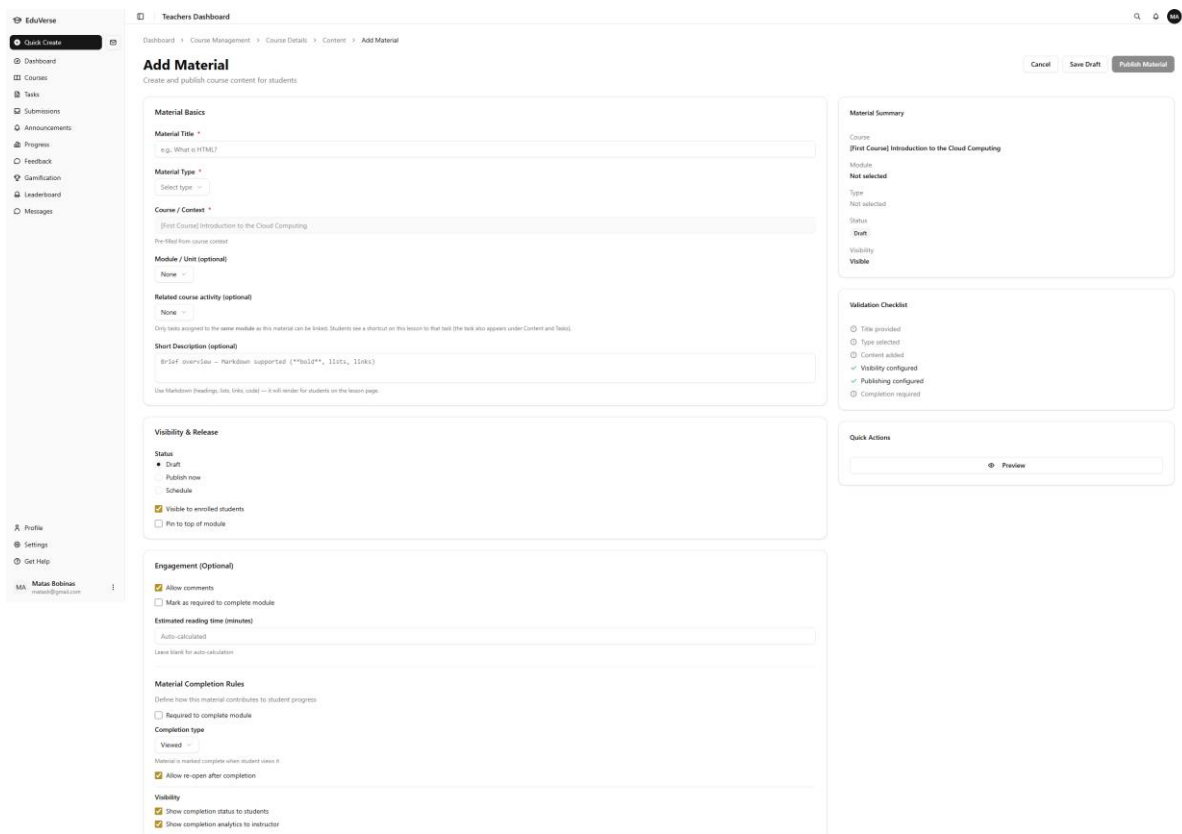 EduVerse
Quick Create
Dashboard
Courses
Tasks
Submissions
Announcements
Progress
Feedback
Gamification
Leaderboard
Messages
Profile
Settings
Get Help
MA
Matas Bobinas
Teachers Dashboard
MA
Dashboard > Course Management > Course Details > Content > Add Material
Add Material
Create and publish course content for students
Cancel
Save Draft
Publish Material
Material Basics
Material Title *
e.g., What is HTML?
Material Type *
Select type
Course / Context *
[First Course] Introduction to the Cloud Computing
Pre-filled from course context
Module / Unit (optional)
None
Related course activity (optional)
None
Only tasks assigned to the same module as this material can be linked. Students see a shortcut on this lesson to that task (the task also appears under Content and Tasks).
Short Description (optional)
Brief overview — Markdown supported (**bold**, lists, links)
Use Markdown (headings, lists, links, code) — it will render for students on the lesson page.
Visibility & Release
Status
Draft
Publish now
Schedule
Visible to enrolled students
Pin to top of module
Engagement (Optional)
Allow comments
Mark as required to complete module
Estimated reading time (minutes)
Auto-calculated
Leave blank for auto-calculation
Material Completion Rules
Define how this material contributes to student progress
Required to complete module
Completion type
Viewed
Material is marked complete when student views it
Allow re-open after completion
Visibility
Show completion status to students
Show completion analytics to instructor
Material Summary
Course
[First Course] Introduction to the Cloud Computing
Module
Not selected
Type
Not selected
Status
Draft
Visibility
Visible
Validation Checklist
Title provided
Type selected
Content added
Visibility configured
Publishing configured
Completion required
Quick Actions
Preview